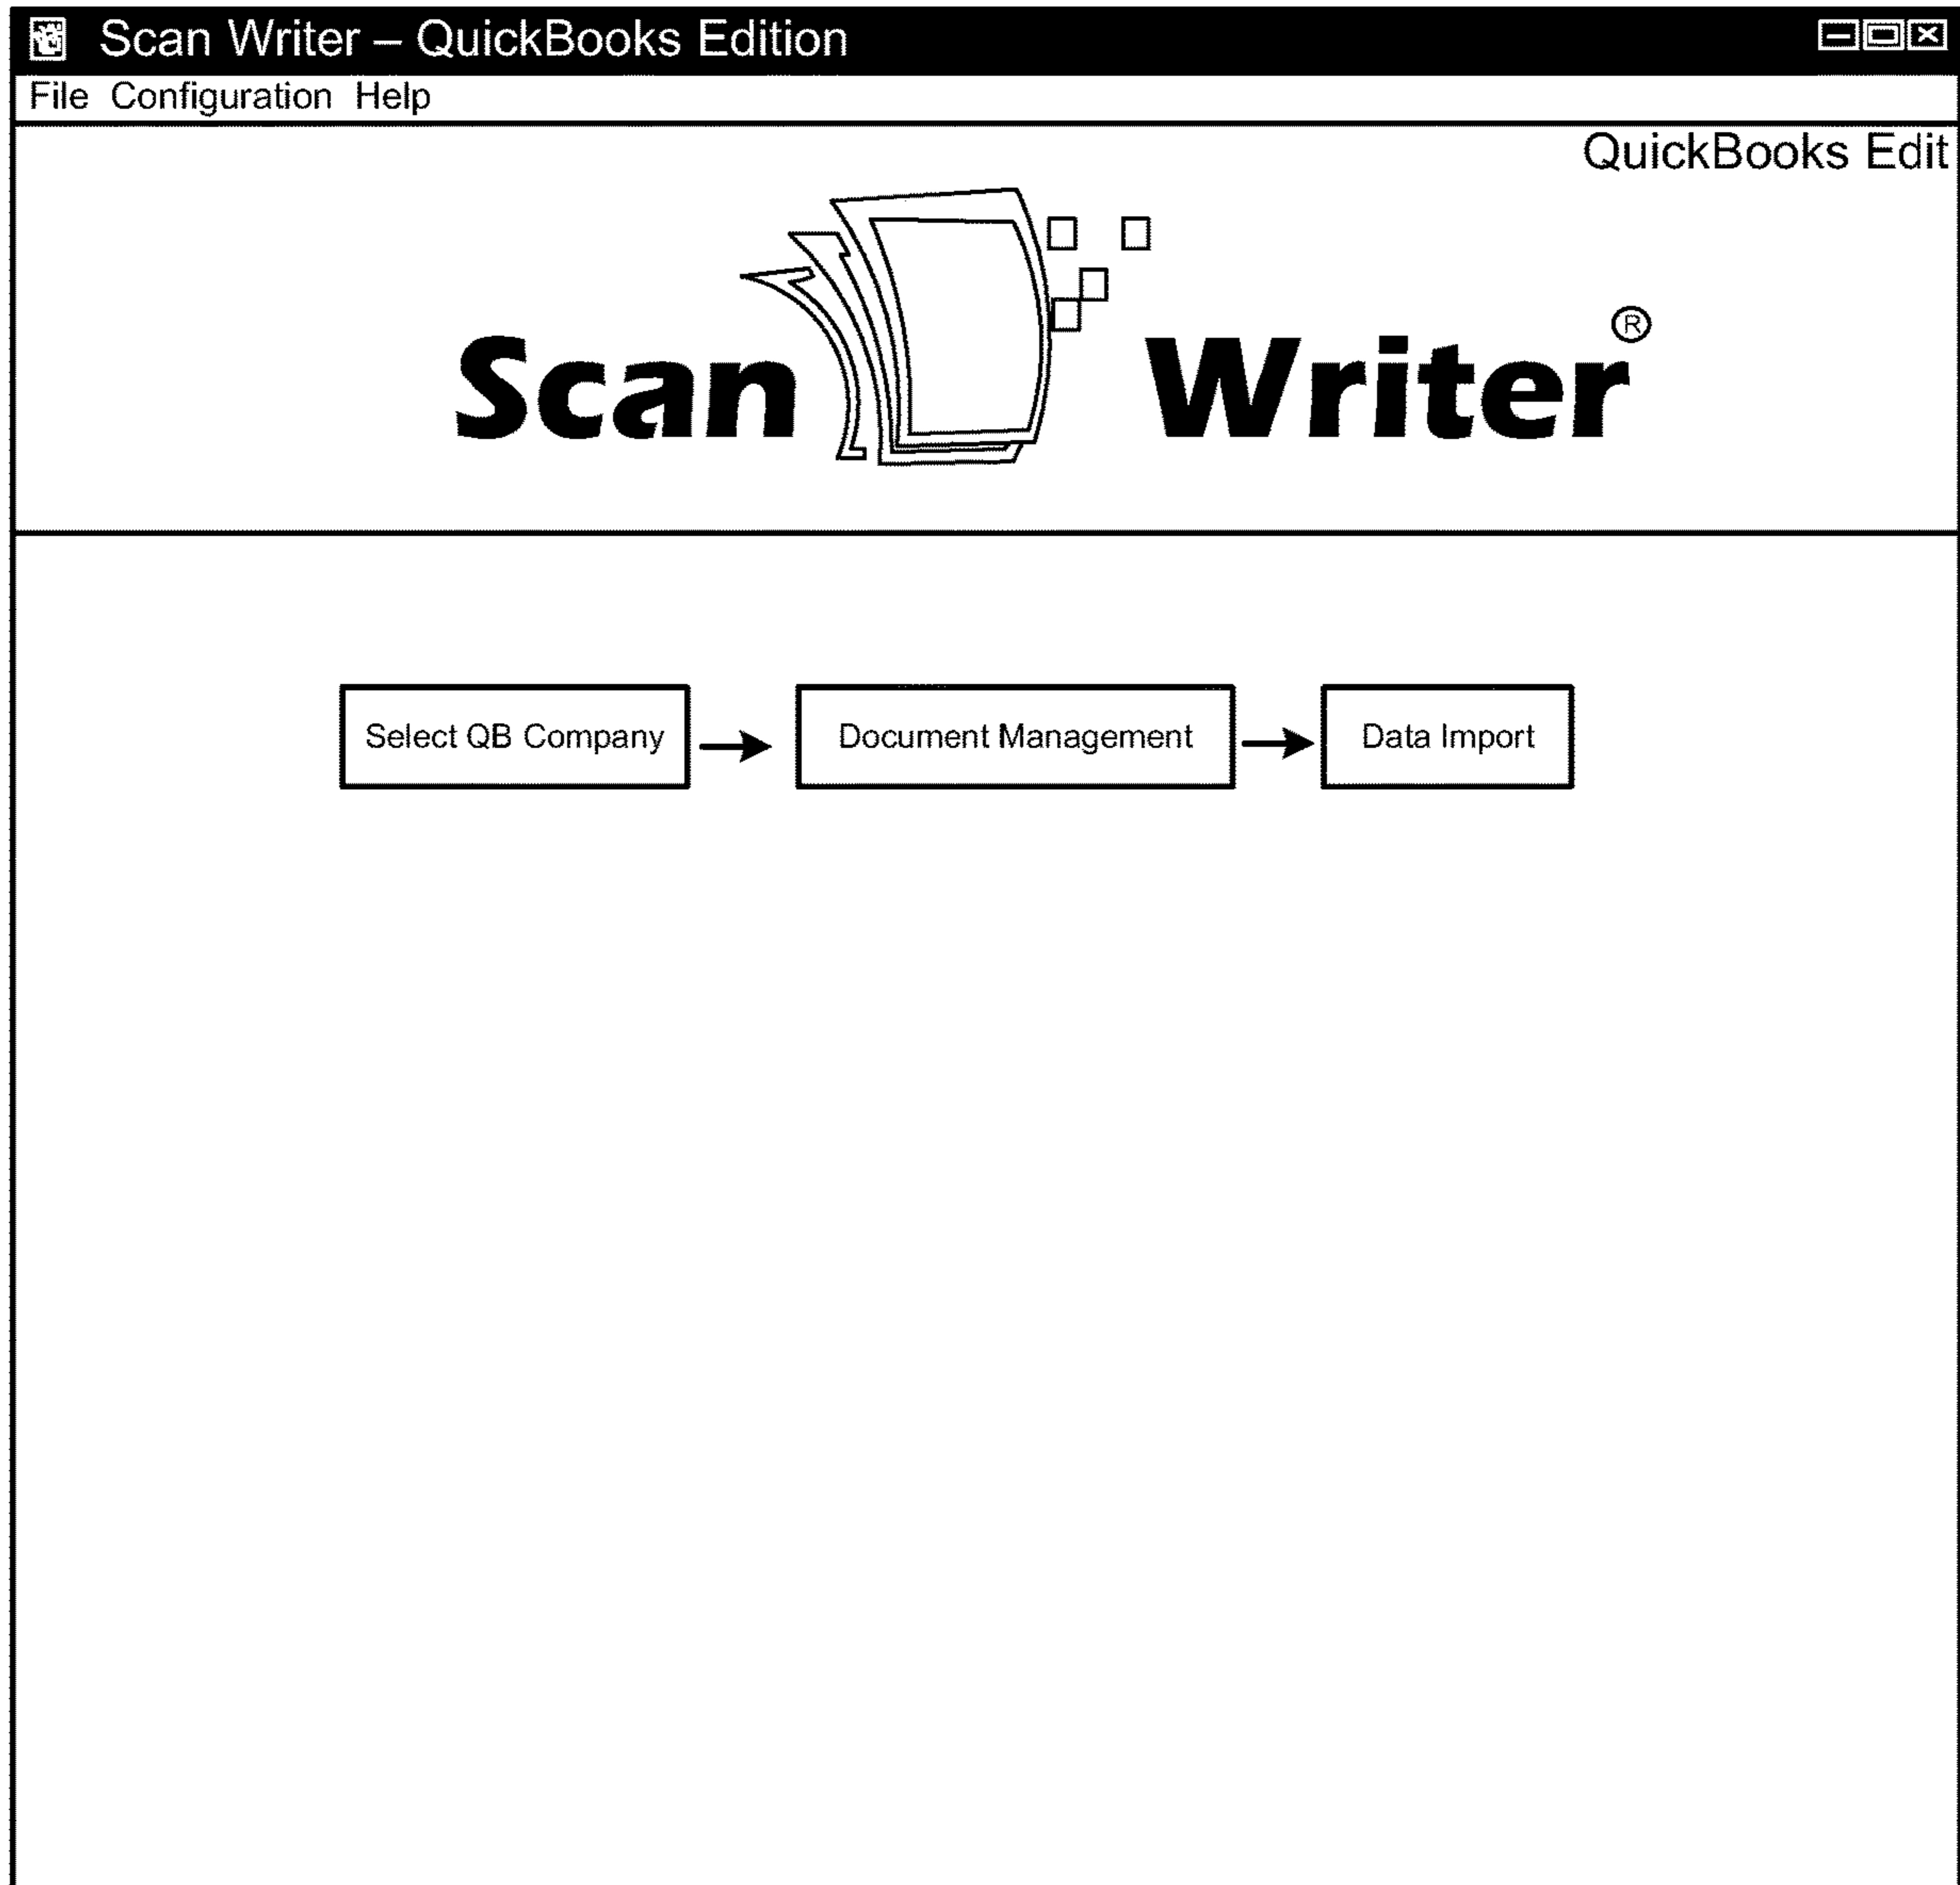 Scan Writer – QuickBooks Edition
File Configuration Help
QuickBooks Edit
Scan Writer®
Select QB Company Document Management Data Import